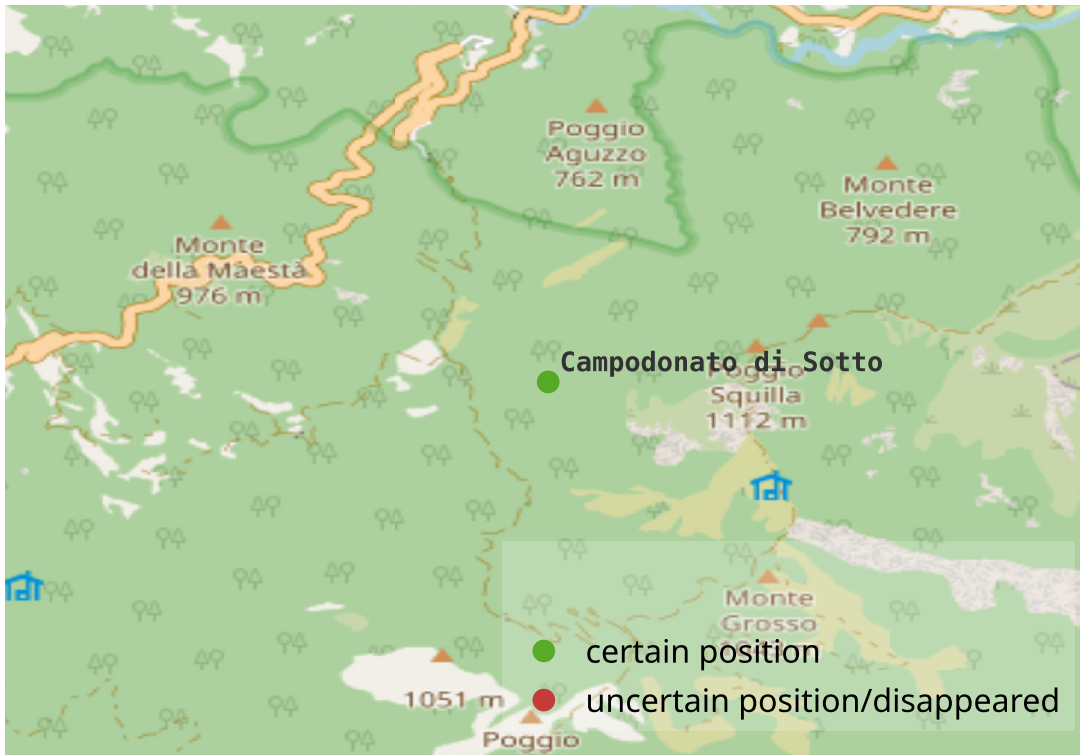 Poggio
Aguzzo
762 m
Monte
Belvedere
792 m
Monte
della Maestà
976 m
Campodonato di Sotto
Poggio
Squilla
1112 m
Monte
Grosso
certain position
1051 m
uncertain position/disappeared
Poggio